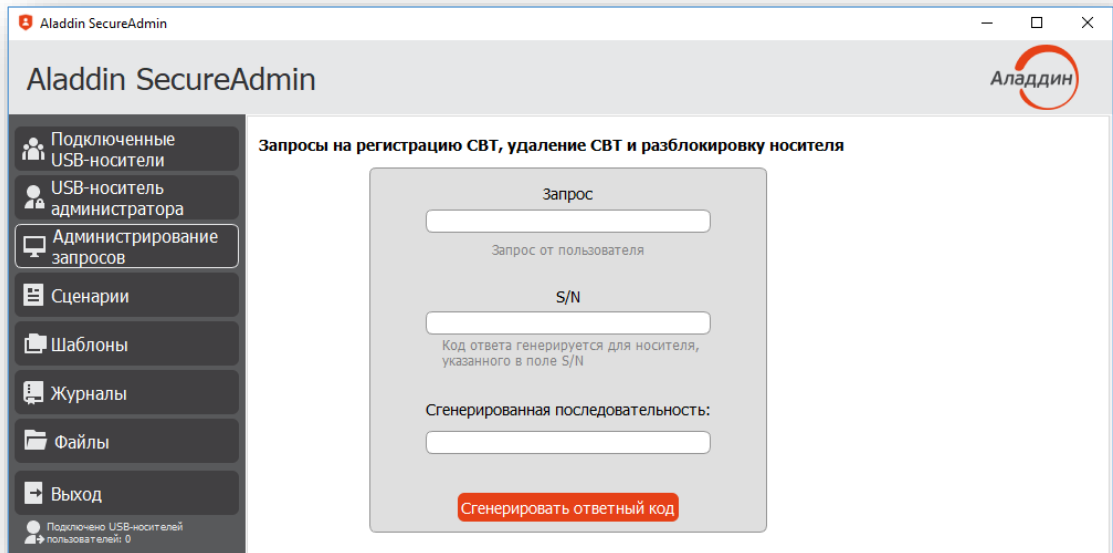 Aladdin SecureAdmin
Aladdin SecureAdmin
Аладдин
Подключенные
USB-носители
USB-носитель
администратора
Администрирование
запросов
Сценарии
Шаблоны
Журналы
Файлы
Выход
Подключено USB-носителей
пользователей: 0
Запросы на регистрацию СВТ, удаление СВТ и разблокировку носителя
Запрос
Запрос от пользователя
S/N
Код ответа генерируется для носителя,
указанного в поле S/N
Сгенерированная последовательность:
Сгенерировать ответный код